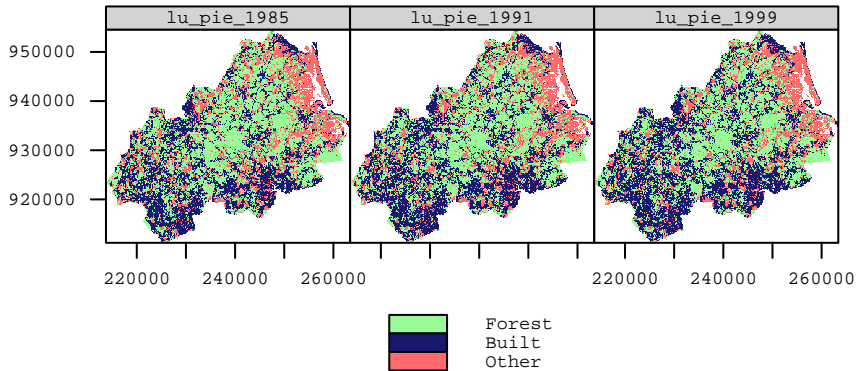 lu_pie_1985 lu_pie_1991 lu_pie_1999
950000
940000
930000
920000
220000 240000 260000 220000 240000 260000
Forest
Built
Other